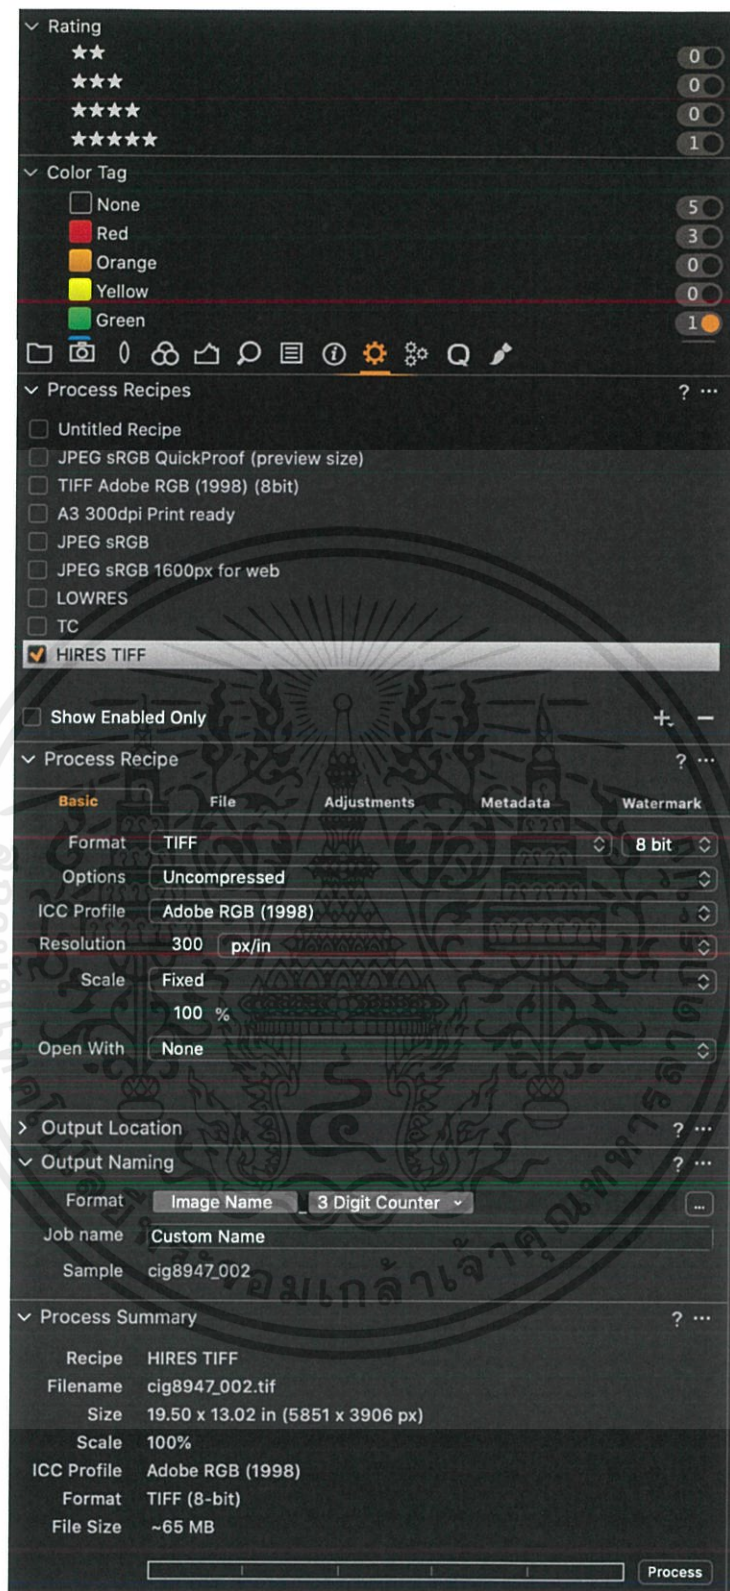 Rating
★★ 0
★★★ 0
★★★★ 0
★★★★★ 1
Color Tag
None 5
Red 3
Orange 0
Yellow 0
Green 1
Process Recipes ? ...
Untitled Recipe
JPEG sRGB QuickProof (preview size)
TIFF Adobe RGB (1998) (8bit)
A3 300dpi Print ready
JPEG sRGB
JPEG sRGB 1600px for web
LOWRES
TC
HIRES TIFF
Show Enabled Only + −
Process Recipe ? ...
Basic File Adjustments Metadata Watermark
Format TIFF 8 bit
Options Uncompressed
ICC Profile Adobe RGB (1998)
Resolution 300 px/in
Scale Fixed
100 %
Open With None
Output Location ? ...
Output Naming ? ...
Format Image Name _ 3 Digit Counter ...
Job name Custom Name
Sample cig8947_002
Process Summary ? ...
Recipe HIRES TIFF
Filename cig8947_002.tif
Size 19.50 x 13.02 in (5851 x 3906 px)
Scale 100%
ICC Profile Adobe RGB (1998)
Format TIFF (8-bit)
File Size ~65 MB
Process